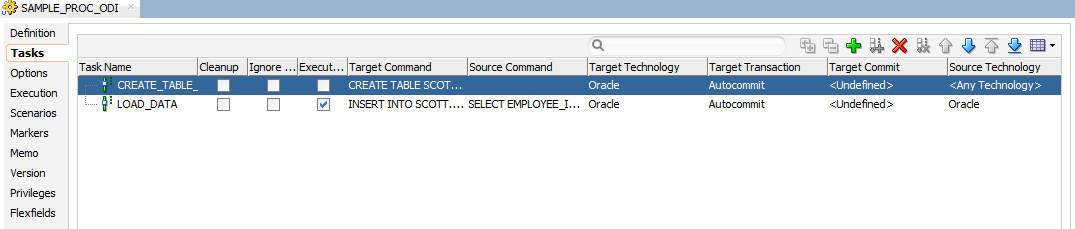 SAMPLE_PROC_ODI ×
Definition
Tasks
Options
Execution
Scenarios
Markers
Memo
Version
Privileges
Flexfields
Task Name Cleanup Ignore ... Execut... Target Command Source Command Target Technology Target Transaction Target Commit Source Technology
CREATE_TABLE_ CREATE TABLE SCOT... Oracle Autocommit <Undefined> <Any Technology>
LOAD_DATA INSERT INTO SCOTT.... SELECT EMPLOYEE_I... Oracle Autocommit <Undefined> Oracle